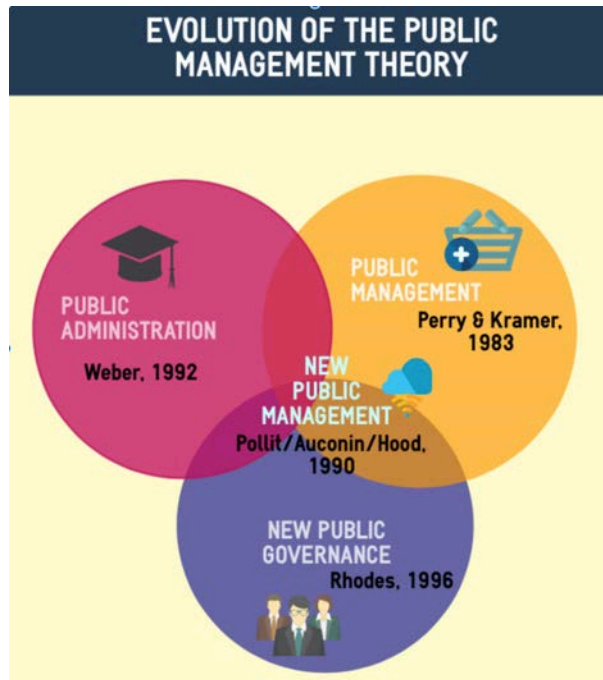 EVOLUTION OF THE PUBLIC
MANAGEMENT THEORY
PUBLIC
ADMINISTRATION
Weber, 1992
PUBLIC
MANAGEMENT
Perry & Kramer,
1983
NEW
PUBLIC
MANAGEMENT
Pollit/Auconin/Hood,
1990
NEW PUBLIC
GOVERNANCE
Rhodes, 1996